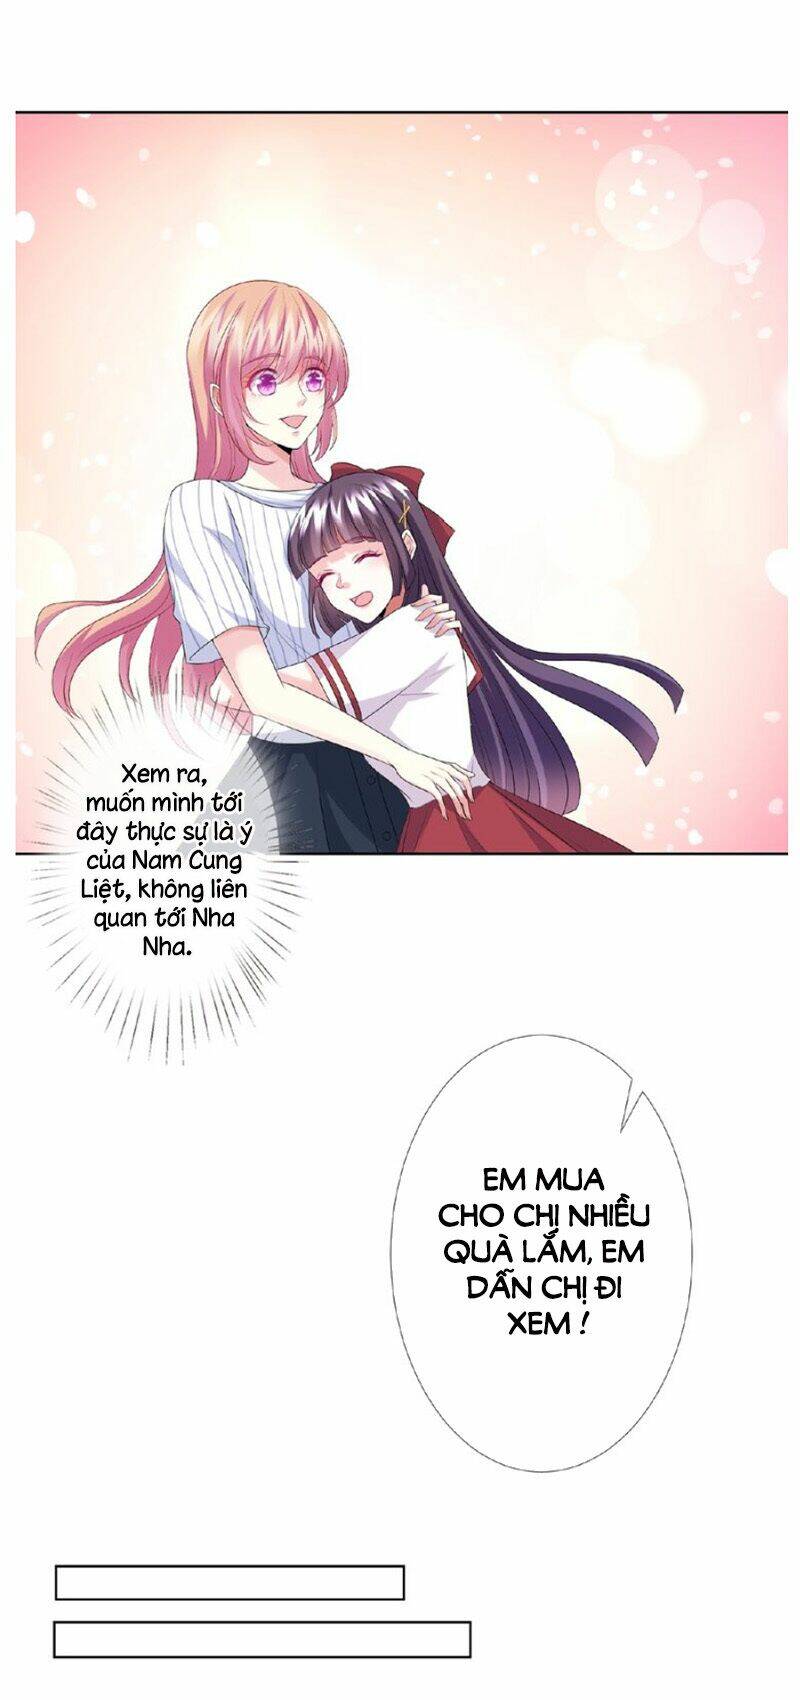 Xem ra,
muốn mình tới
đây thực sự là ý
của Nam Cung
Liệt, không liên
quan tới Nha
Nha.
EM MUA
CHO CHỊ NHIỀU
QUÀ LẮM, EM
DẪN CHỊ ĐI
XEM !